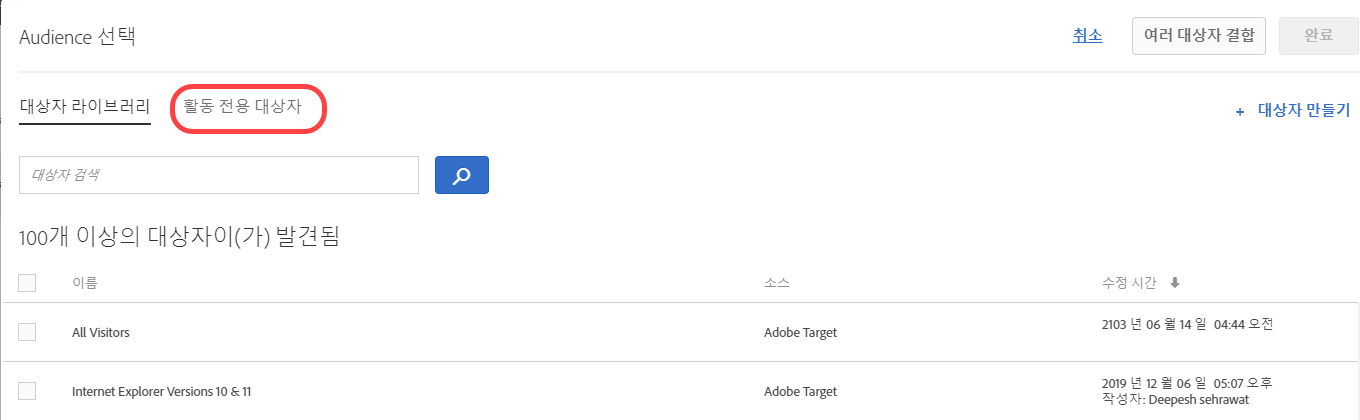 Audience 선택
취소
여러 대상자 결합
완료
대상자 라이브러리
활동 전용 대상자
+ 대상자 만들기
대상자 검색
100개 이상의 대상자이(가) 발견됨
이름 소스 수정 시간
All Visitors Adobe Target 2103 년 06 월 14 일 04:44 오전
Internet Explorer Versions 10 & 11 Adobe Target 2019 년 12 월 06 일 05:07 오후
작성자: Deepesh sehrawat